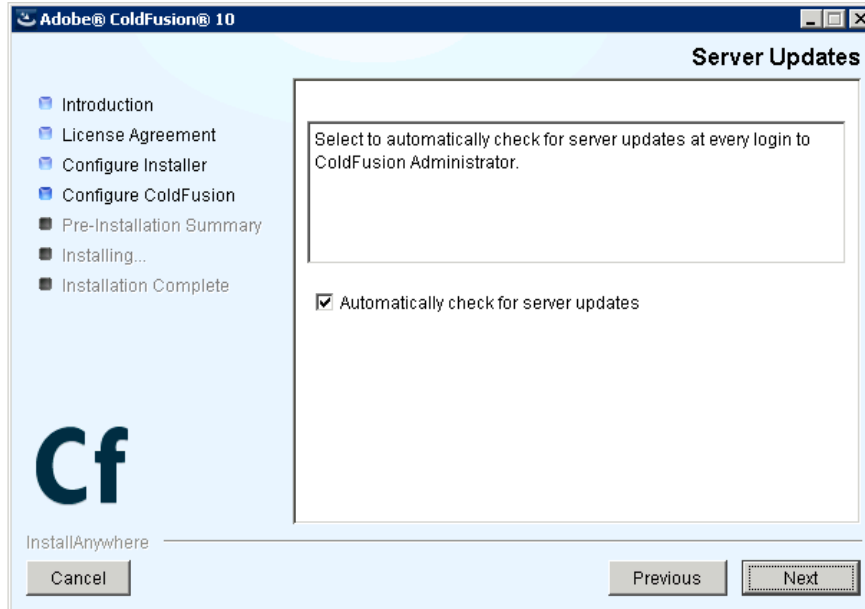 Adobe® ColdFusion® 10
Server Updates
Introduction
License Agreement
Configure Installer
Configure ColdFusion
Pre-Installation Summary
Installing...
Installation Complete
Select to automatically check for server updates at every login to
ColdFusion Administrator.
Automatically check for server updates
Cf
InstallAnywhere
Cancel
Previous
Next